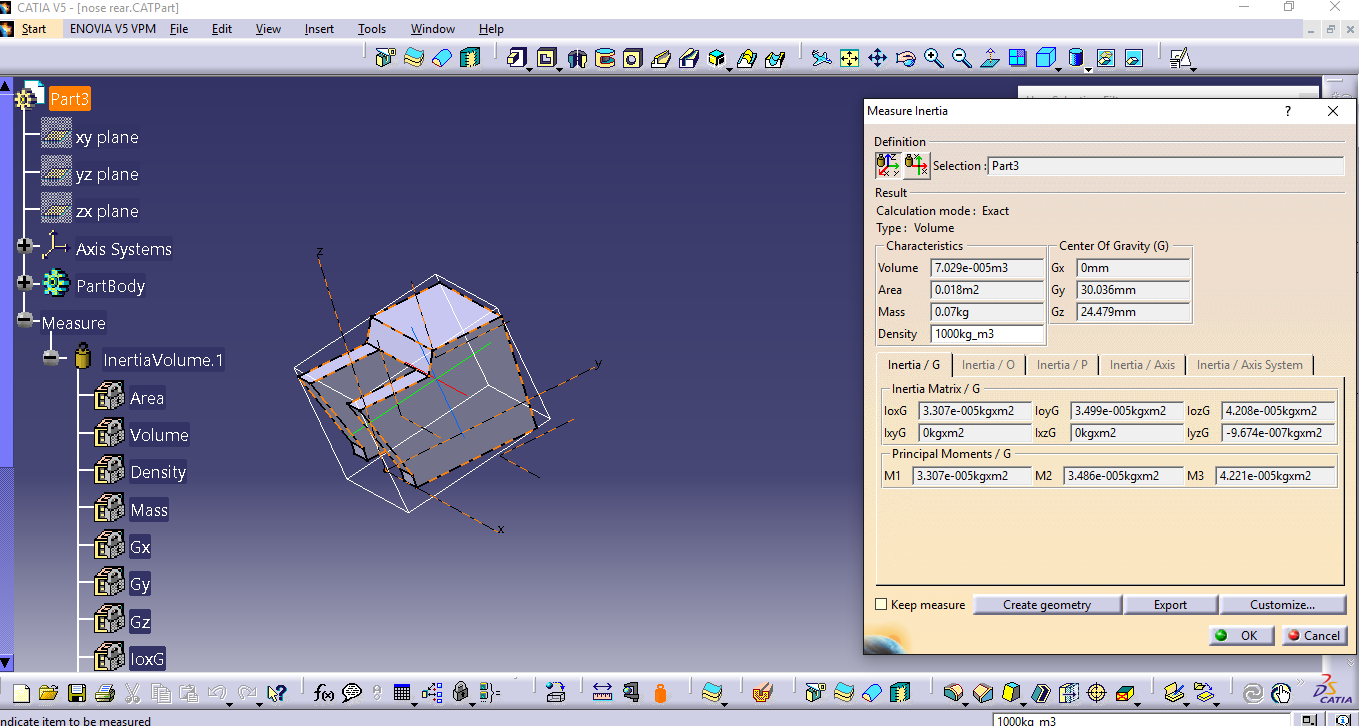 CATIA V5 - [nose rear.CATPart]
Start ENOVIA V5 VPM File Edit View Insert Tools Window Help
Part3
xy plane
yz plane
zx plane
Axis Systems
PartBody
Measure
InertiaVolume.1
Area
Volume
Density
Mass
Gx
Gy
Gz
IoxG
z
y
x
Measure Inertia ?
Definition
Selection : Part3
Result
Calculation mode : Exact
Type : Volume
Characteristics Center Of Gravity (G)
Volume 7.029e-005m3 Gx 0mm
Area 0.018m2 Gy 30.036mm
Mass 0.07kg Gz 24.479mm
Density 1000kg_m3
Inertia / G Inertia / O Inertia / P Inertia / Axis Inertia / Axis System
Inertia Matrix / G
IoxG 3.307e-005kgxm2 IoyG 3.499e-005kgxm2 IozG 4.208e-005kgxm2
IxyG 0kgxm2 IxzG 0kgxm2 IyzG -9.674e-007kgxm2
Principal Moments / G
M1 3.307e-005kgxm2 M2 3.486e-005kgxm2 M3 4.221e-005kgxm2
Keep measure Create geometry Export Customize...
OK Cancel
f(x)
CATIA
ndicate item to be measured 1000kg_m3